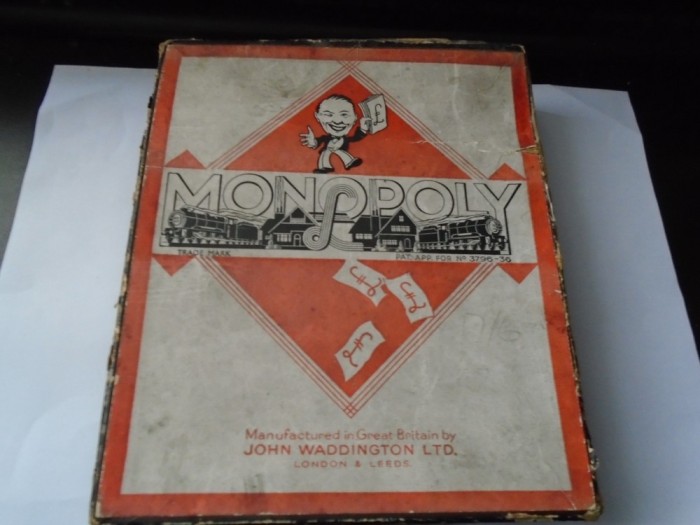 £
MONOPOLY
£
TRADE-MARK
PAT: APP. FOR Nº 3796-36
£
£
£
Manufactured in Great Britain by
JOHN WADDINGTON LTD.
LONDON & LEEDS.